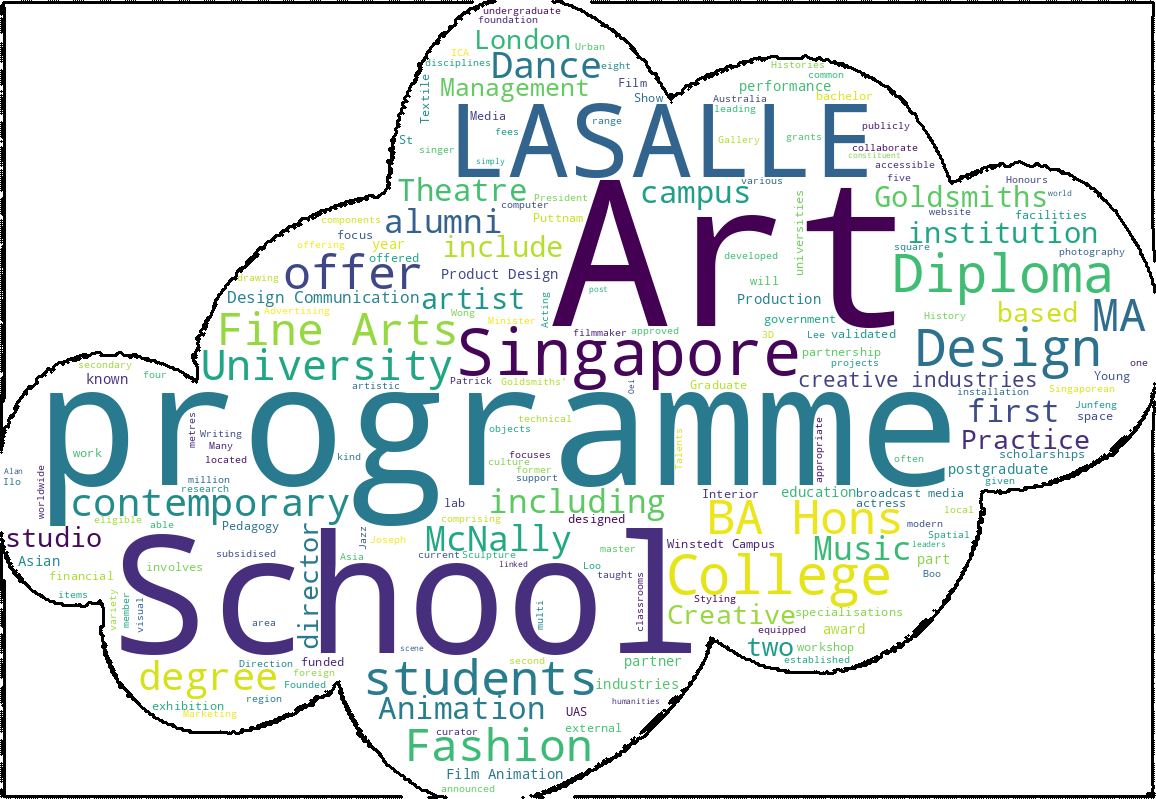 undergraduate
foundation
London
Urban
ICA
disciplines
Dance
eight
Histories
common
Management
Film
performance
Textile
Show
Australia
bachelor
leading
Media
range
LASALLE
publicly
fees
St
Gallery
grants
collaborate
singer
simply
constituent
accessible
five
Honours
various
Theatre
President
campus
Goldsmiths
world
computer
website
components
alumni
Puttnam
universities
facilities
focus
square
institution
offering
year
include
Art
photography
offered
developed
offer
Product Design
drawing
will
Diploma
post
Design Communication
artist
Production
Acting
Advertising
Wong
Minister
government
History
based
MA
Fine Arts
filmmaker
approved
3D
Lee
validated
Singapore
Design
partnership
secondary
University
projects
one
known
four
artistic
Patrick
Goldsmiths'
Oei
Graduate
creative industries
Young
Singaporean
installation
programme
first
Junfeng
space
metres
technical
Writing
objects
Many
appropriate
Practice
work
located
kind
focuses
Talents
scholarships
culture
often
Alan
former
postgraduate
Ilo
worldwide
million
support
given
research
contemporary
lab
including
Interior
education
broadcast media
actress
BA Hons
local
eligible
able
Pedagogy
comprising
designed
modern
studio
director
Jazz
Joseph
McNally
Spatial
Winstedt Campus
Music
leaders
Asian
subsidised
Asia
current
Sculpture
master
part
involves
linked
Loo
Boo
financial
School
taught
College
items
variety
member
visual
classrooms
Styling
multi
Creative
specialisations
area
equipped
award
scene
two
workshop
funded
second
partner
established
Direction
foreign
degree
students
Founded
industries
region
humanities
exhibition
Animation
UAS
Marketing
external
curator
Fashion
Film Animation
announced